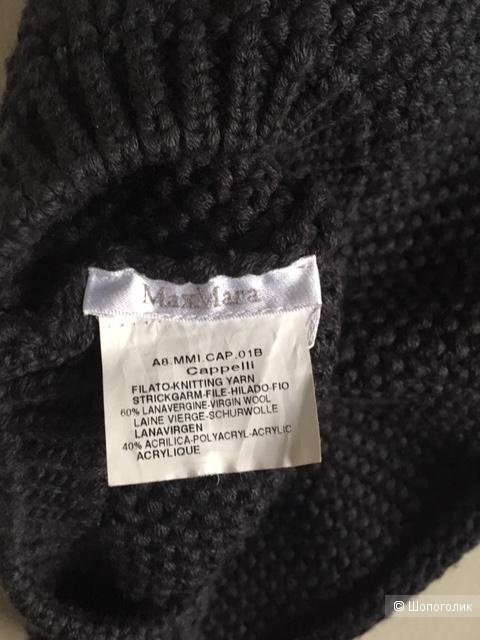 MaxMara
A8.MMI.CAP.01B
Cappelli
FILATO-KNITTING YARN
STRICKGARM-FILE-HILADO-FIO
60% LANAVERGINE-VIRGIN WOOL
LAINE VIERGE-SCHURWOLLE
LANAVIRGEN
40% ACRILICA-POLYACRYL-ACRYLIC
ACRYLIQUE
© Шопоголик